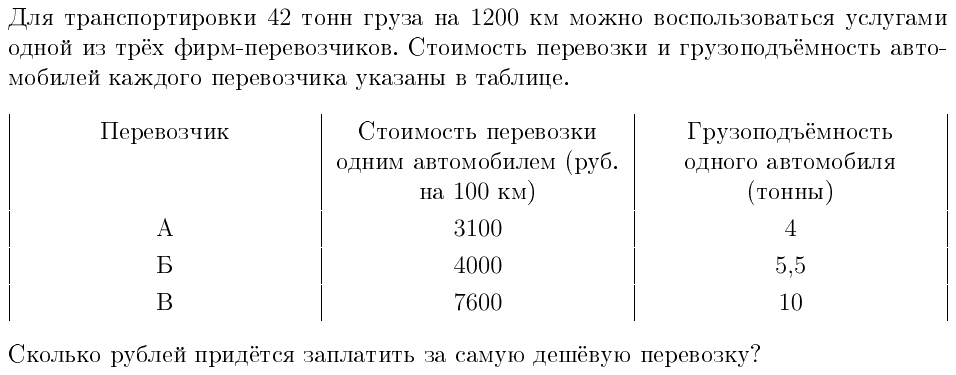 Для транспортировки 42 тонн груза на 1200 км можно воспользоваться услугами
одной из трёх фирм-перевозчиков. Стоимость перевозки и грузоподъёмность авто-
мобилей каждого перевозчика указаны в таблице.
Перевозчик Стоимость перевозки Грузоподъёмность
одним автомобилем (руб. одного автомобиля
на 100 км) (тонны)
А 3100 4
Б 4000 5,5
В 7600 10
Сколько рублей придётся заплатить за самую дешёвую перевозку?